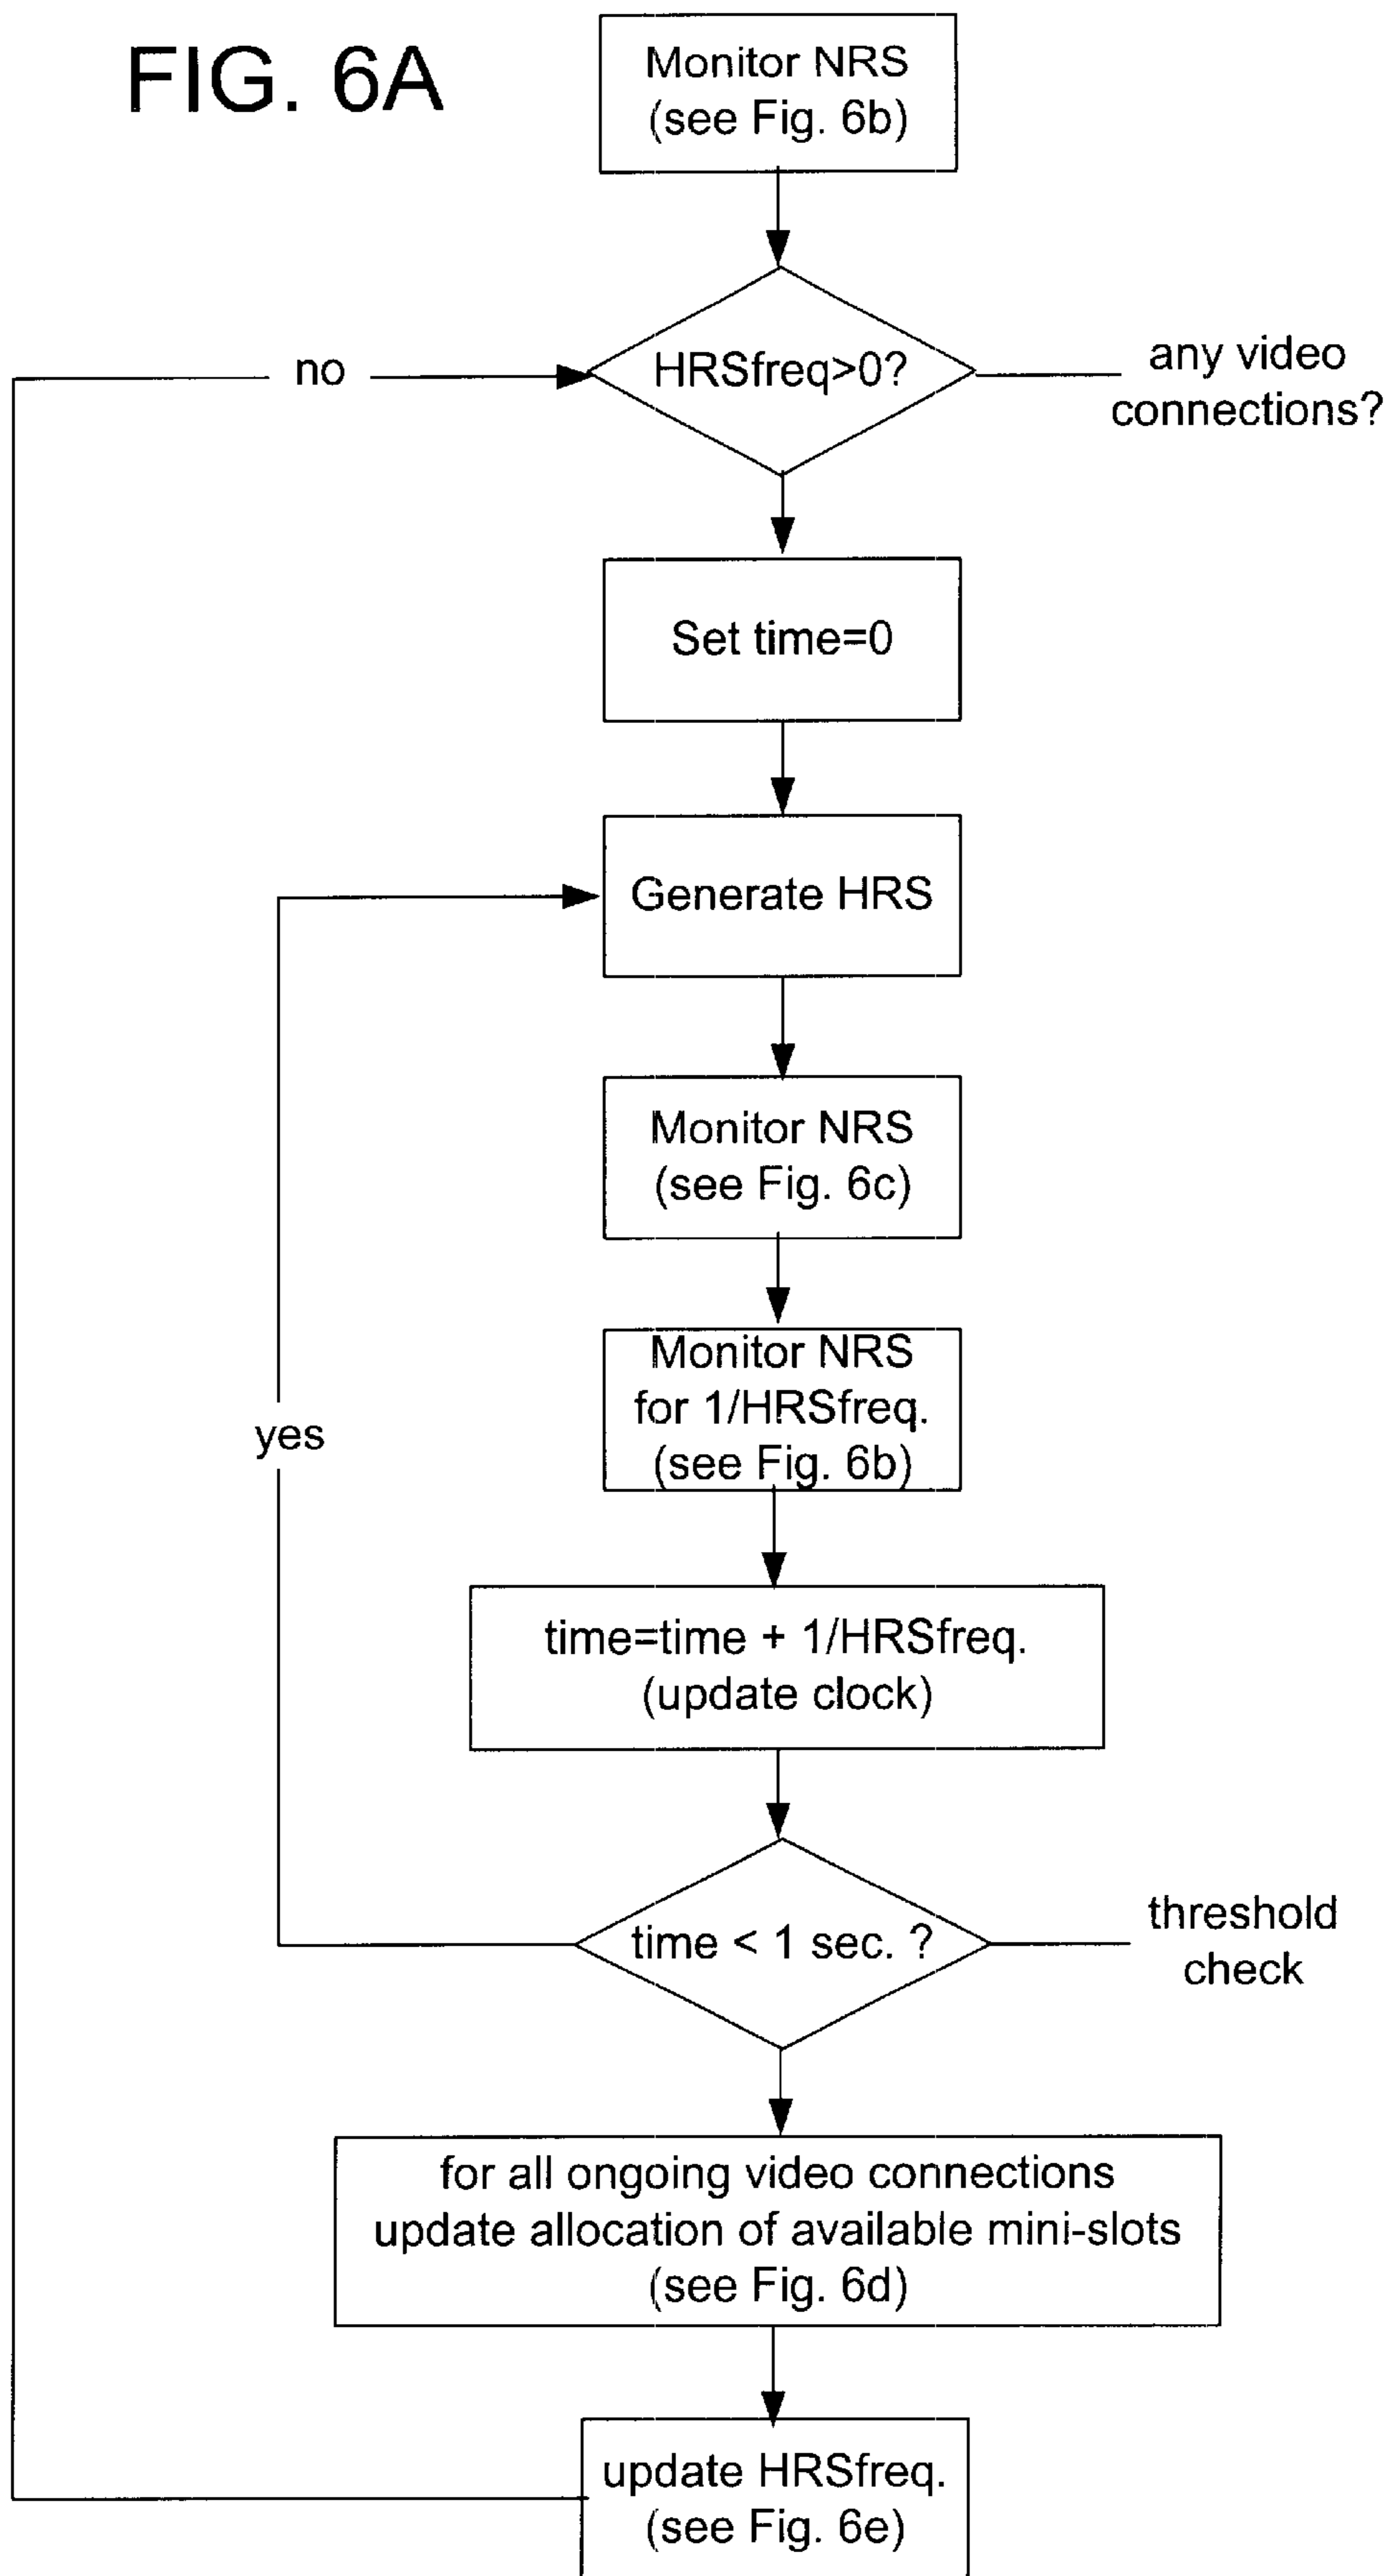 FIG. 6A
Monitor NRS
(see Fig. 6b)
no
HRSfreq>0?
any video
connections?
Set time=0
Generate HRS
Monitor NRS
(see Fig. 6c)
Monitor NRS
for 1/HRSfreq.
(see Fig. 6b)
yes
time=time + 1/HRSfreq.
(update clock)
time < 1 sec. ?
threshold
check
for all ongoing video connections
update allocation of available mini-slots
(see Fig. 6d)
update HRSfreq.
(see Fig. 6e)